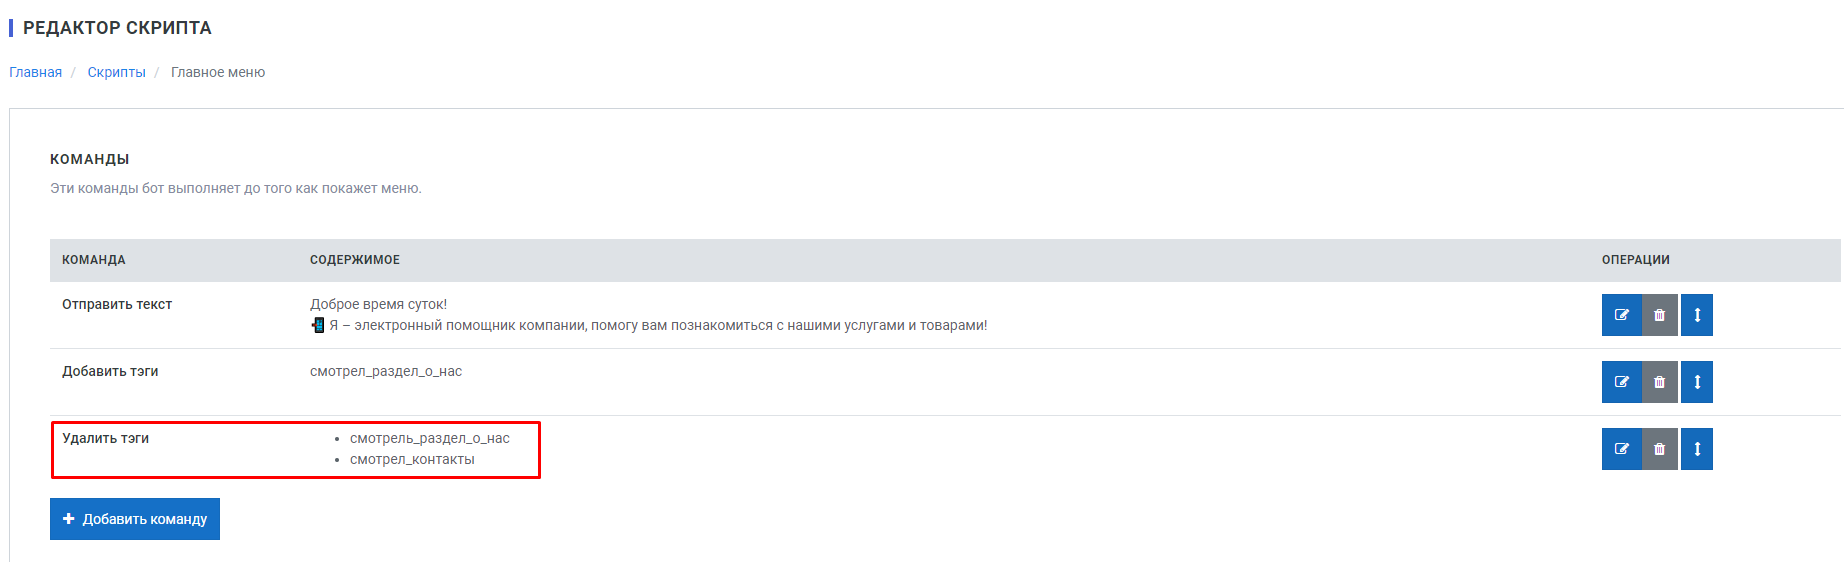 РЕДАКТОР СКРИПТА
Главная / Скрипты / Главное меню
КОМАНДЫ
Эти команды бот выполняет до того как покажет меню.
КОМАНДА СОДЕРЖИМОЕ ОПЕРАЦИИ
Отправить текст Доброе время суток!
Я – электронный помощник компании, помогу вам познакомиться с нашими услугами и товарами!
Добавить тэги смотрел_раздел_о_нас
Удалить тэги • смотрель_раздел_о_нас
• смотрел_контакты
+ Добавить команду